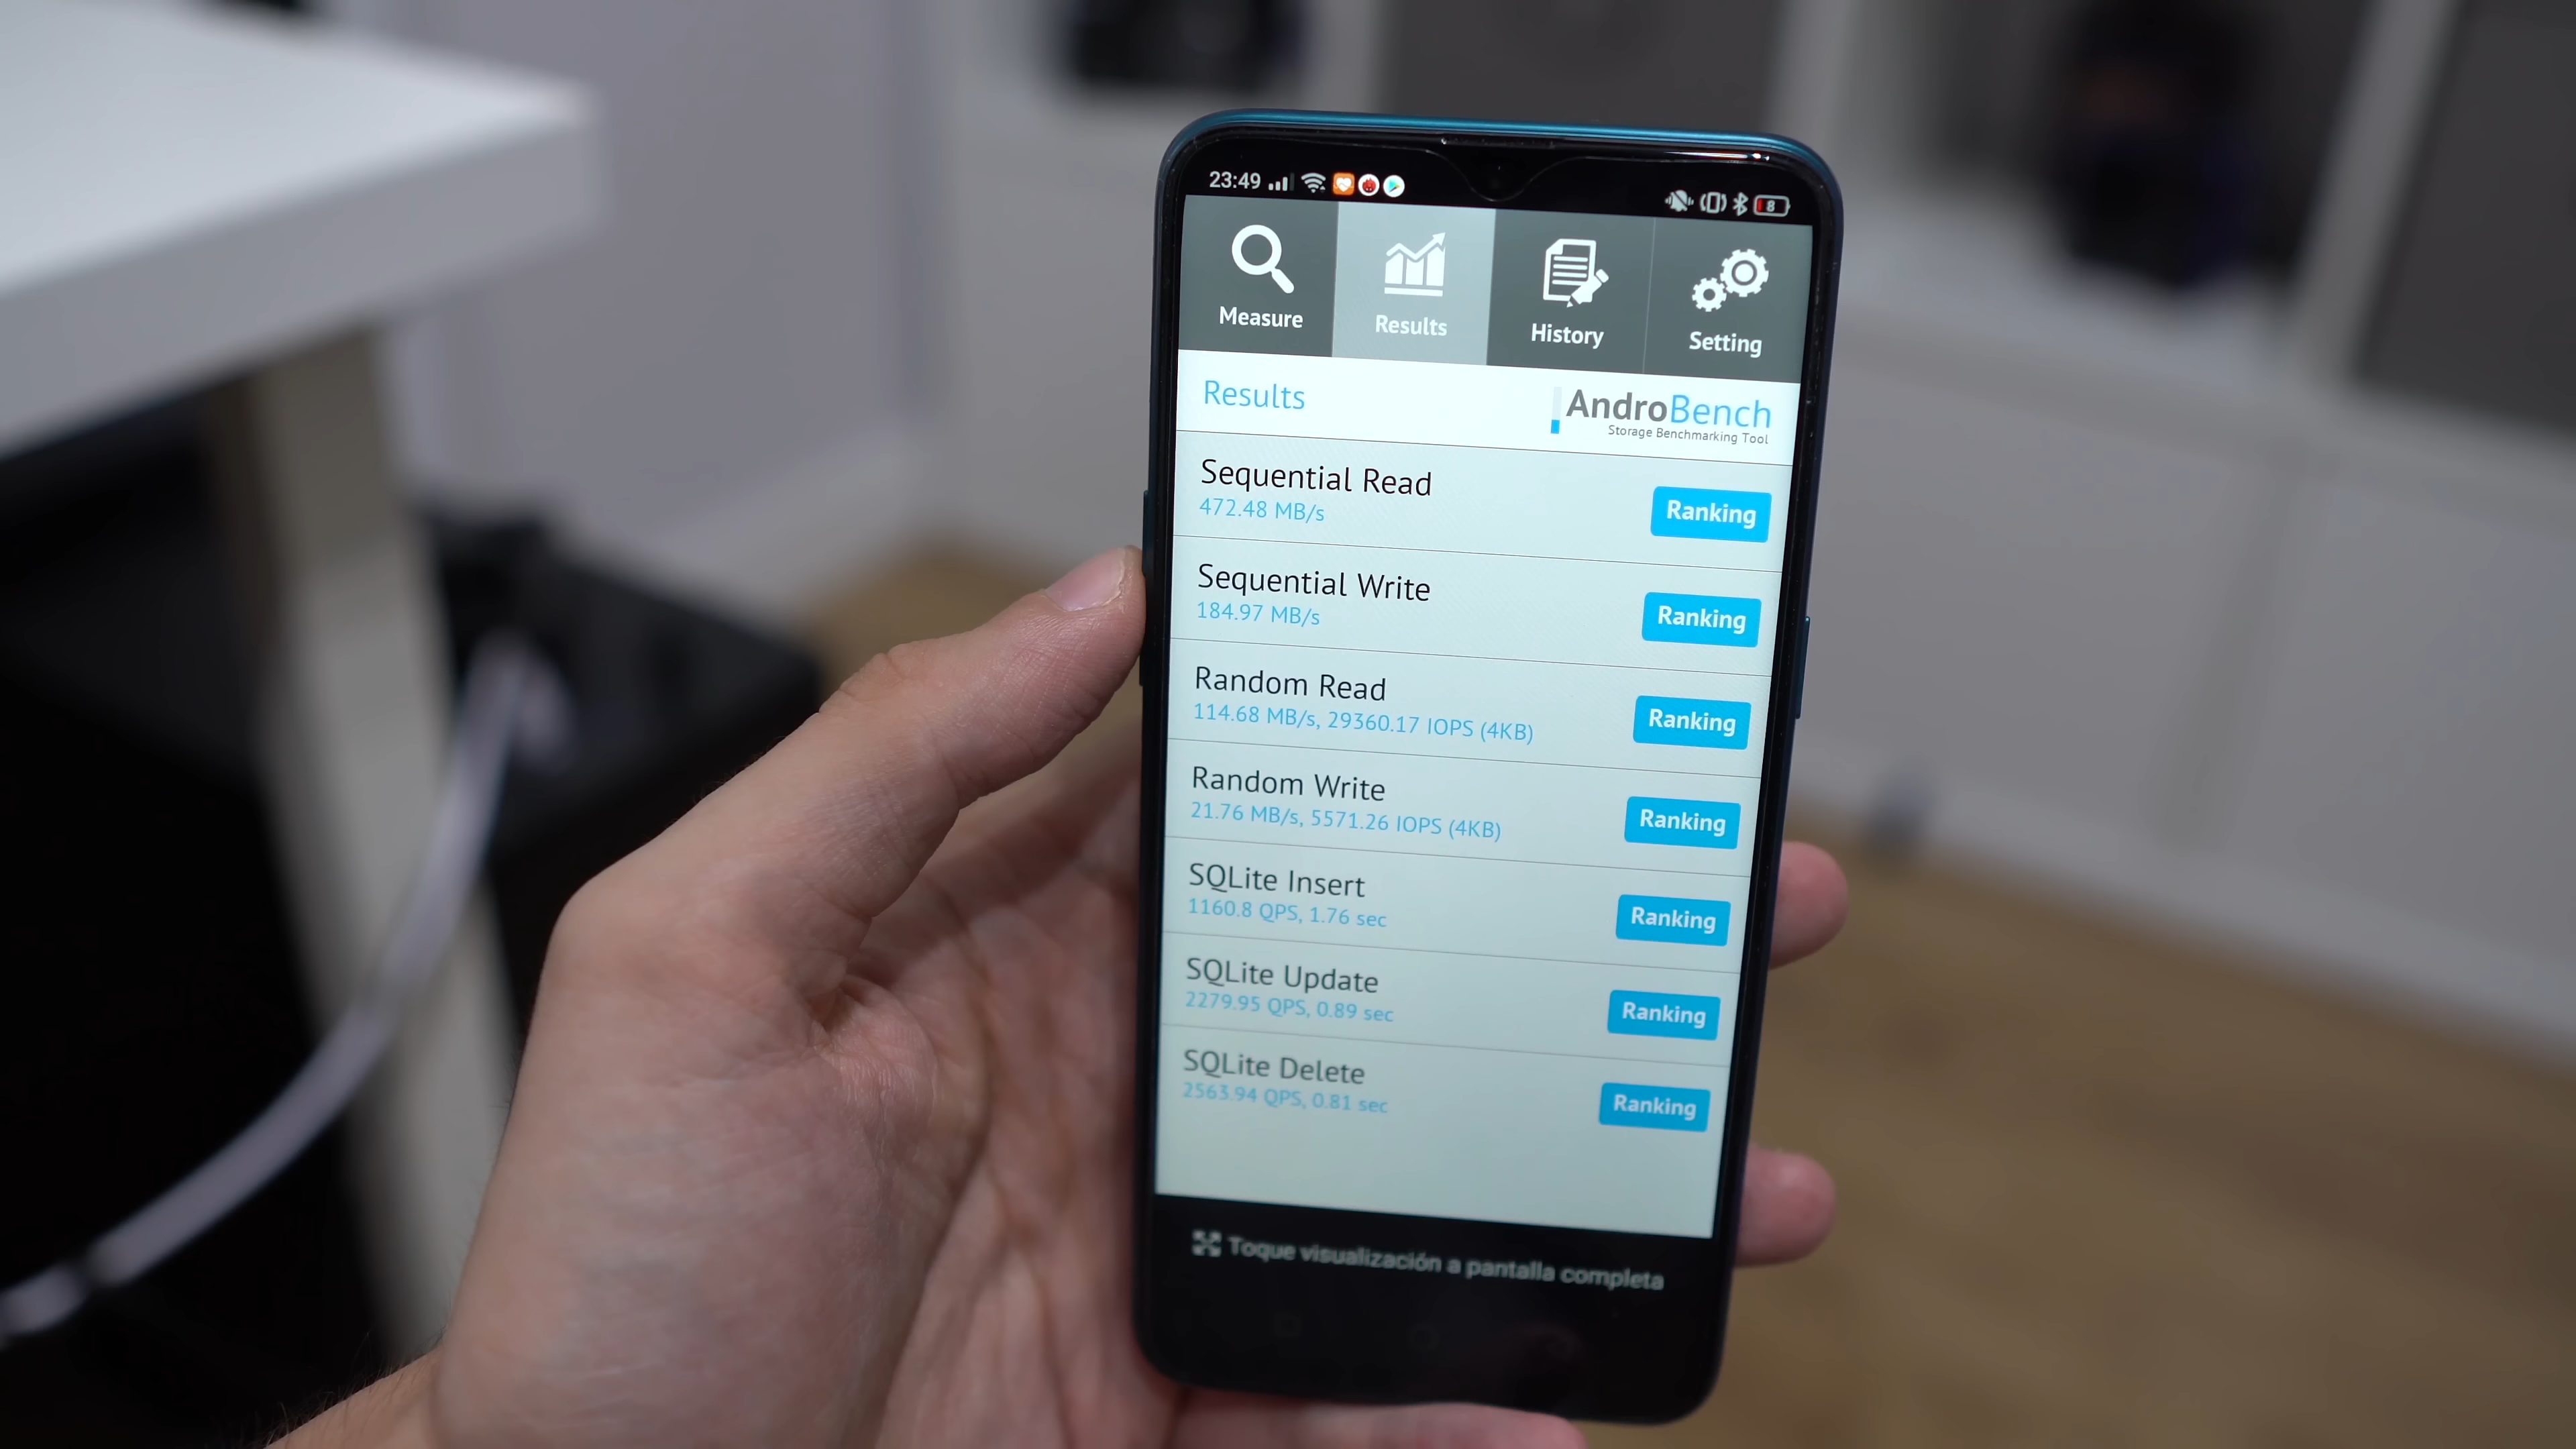 23:49
8
Measure
Results
History
Setting
Results
AndroBench
Storage Benchmarking Tool
Sequential Read
472.48 MB/s
Ranking
Sequential Write
184.97 MB/s
Ranking
Random Read
114.68 MB/s, 29360.17 IOPS (4KB)
Ranking
Random Write
21.76 MB/s, 5571.26 IOPS (4KB)
Ranking
SQLite Insert
1160.8 QPS, 1.76 sec
Ranking
SQLite Update
2279.95 QPS, 0.89 sec
Ranking
SQLite Delete
2563.94 QPS, 0.81 sec
Ranking
Toque visualización a pantalla completa